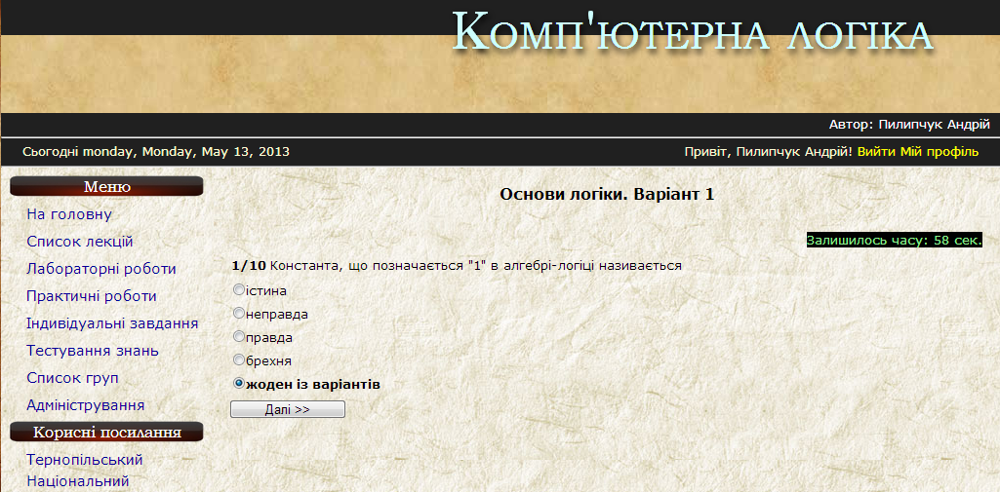 Комп'ютерна логіка
Автор: Пилипчук Андрій
Сьогодні monday, Monday, May 13, 2013
Привіт, Пилипчук Андрій! Вийти Мій профіль
Меню
На головну
Список лекцій
Лабораторні роботи
Практичні роботи
Індивідуальні завдання
Тестування знань
Список груп
Адміністрування
Корисні посилання
Тернопільський
Національний
Основи логіки. Варіант 1
Залишилось часу: 58 сек.
1/10 Константа, що позначається "1" в алгебрі-логіці називається
істина
неправда
правда
брехня
жоден із варіантів
Далі >>